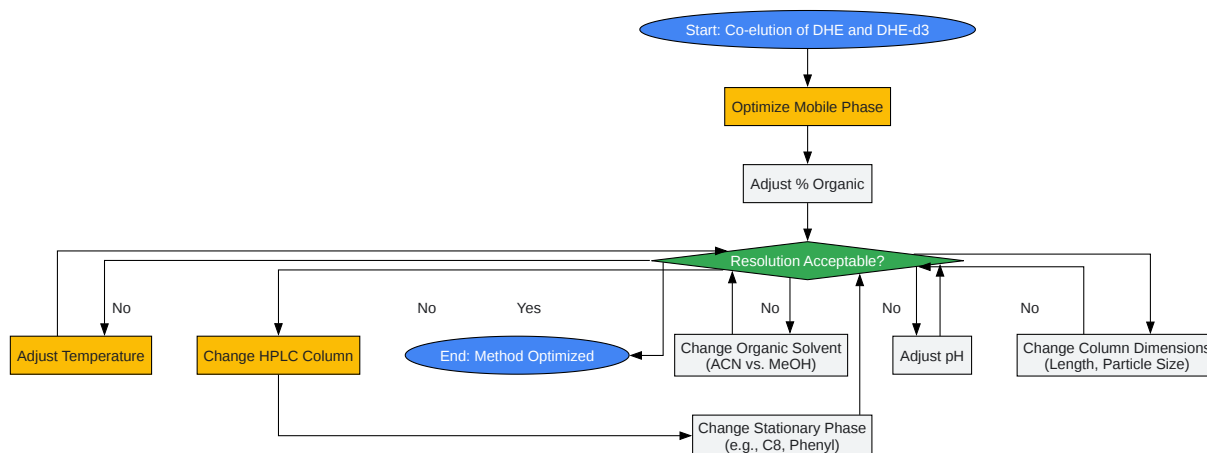 Start: Co-elution of DHE and DHE-d3
Optimize Mobile Phase
Adjust % Organic
Resolution Acceptable?
No
No
Yes
No
No
No
Adjust Temperature
Change HPLC Column
End: Method Optimized
Change Organic Solvent
(ACN vs. MeOH)
Adjust pH
Change Column Dimensions
(Length, Particle Size)
Change Stationary Phase
(e.g., C8, Phenyl)